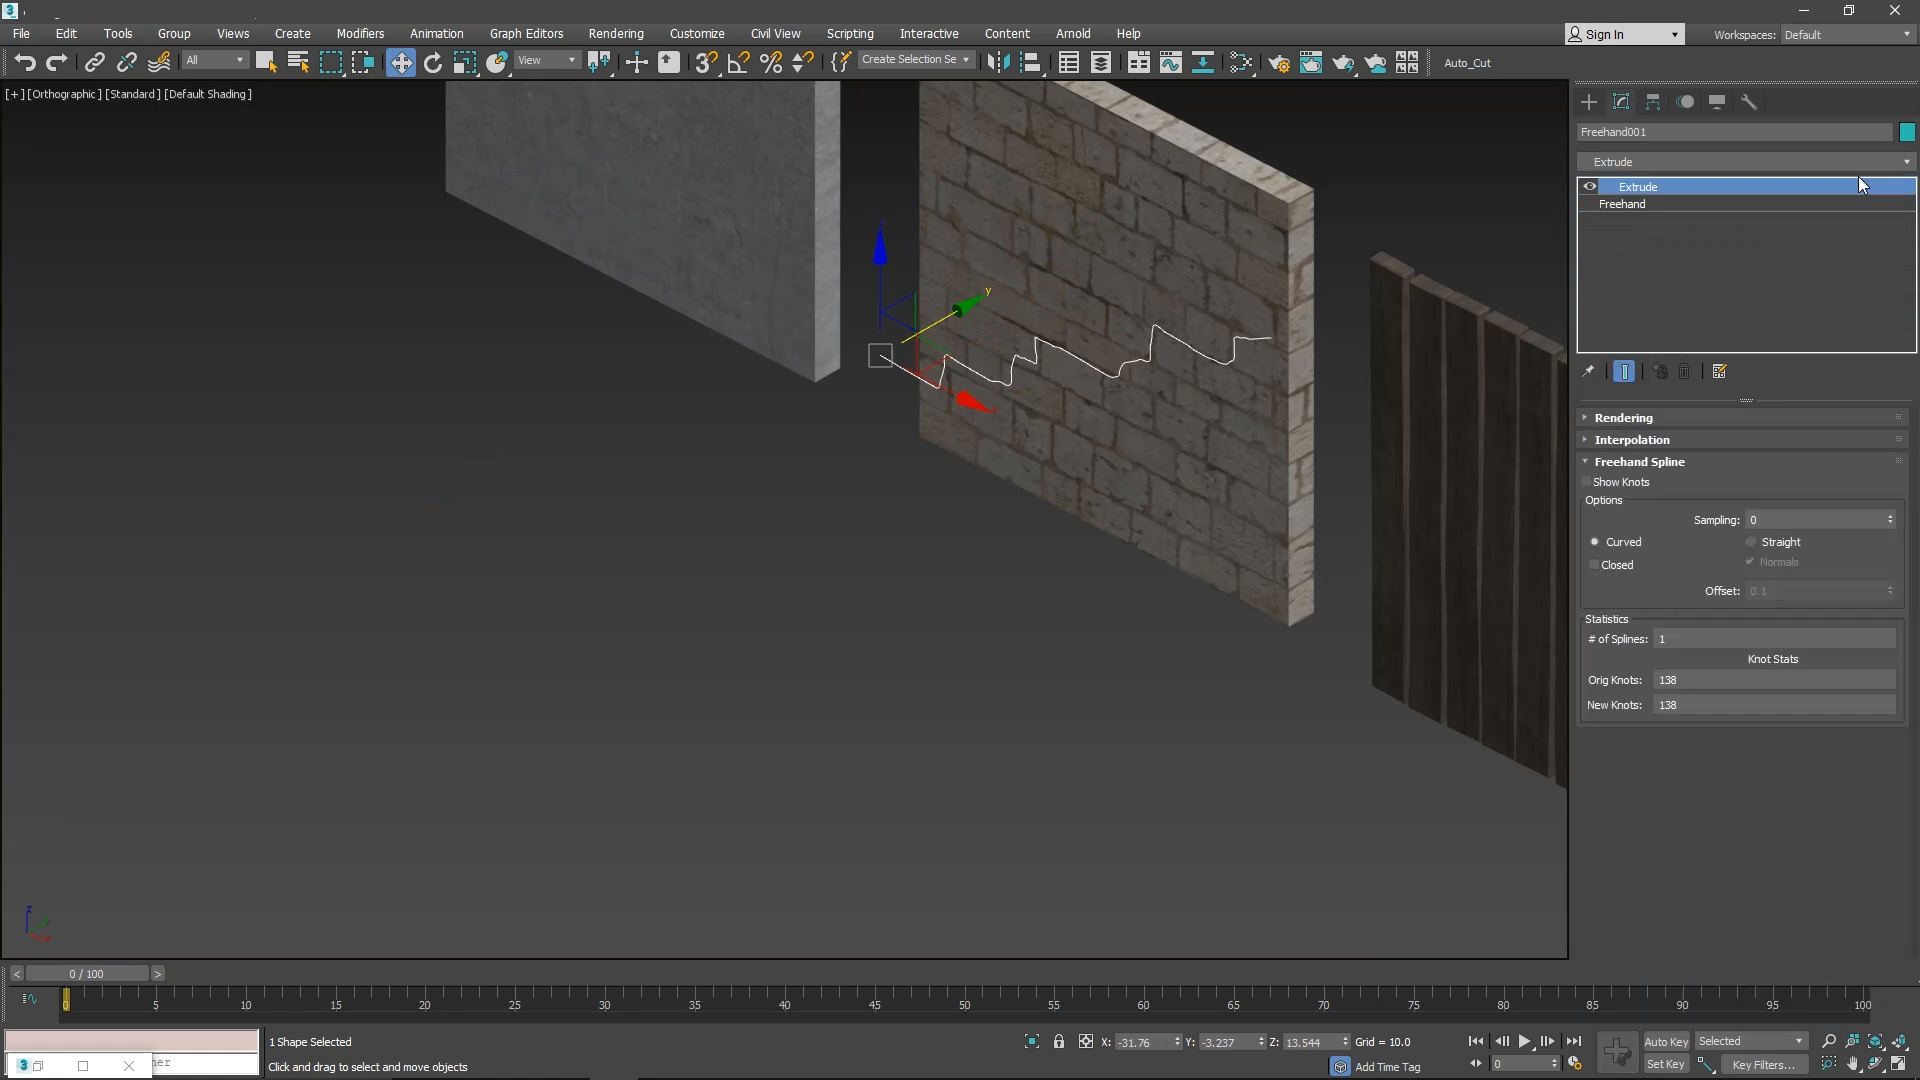 File Edit Tools Group Views Create Modifiers Animation Graph Editors Rendering Customize Civil View Scripting Interactive Content Arnold Help
Sign In
Workspaces: Default
All
View
Create Selection Se
Auto_Cut
[+] [Orthographic] [Standard] [Default Shading]
Freehand001
Extrude
Extrude
Freehand
Rendering
Interpolation
Freehand Spline
Show Knots
Options
Sampling: 0
Curved Straight
Closed Normals
Offset: 0.1
Statistics
# of Splines: 1
Knot Stats
Orig Knots: 138
New Knots: 138
y
z
< 0 / 100 >
0 5 10 15 20 25 30 35 40 45 50 55 60 65 70 75 80 85 90 95 100
1 Shape Selected
X: -31.76 Y: -3.237 Z: 13.544 Grid = 10.0
Auto Key Selected
Click and drag to select and move objects
Add Time Tag
0
Set Key Key Filters...